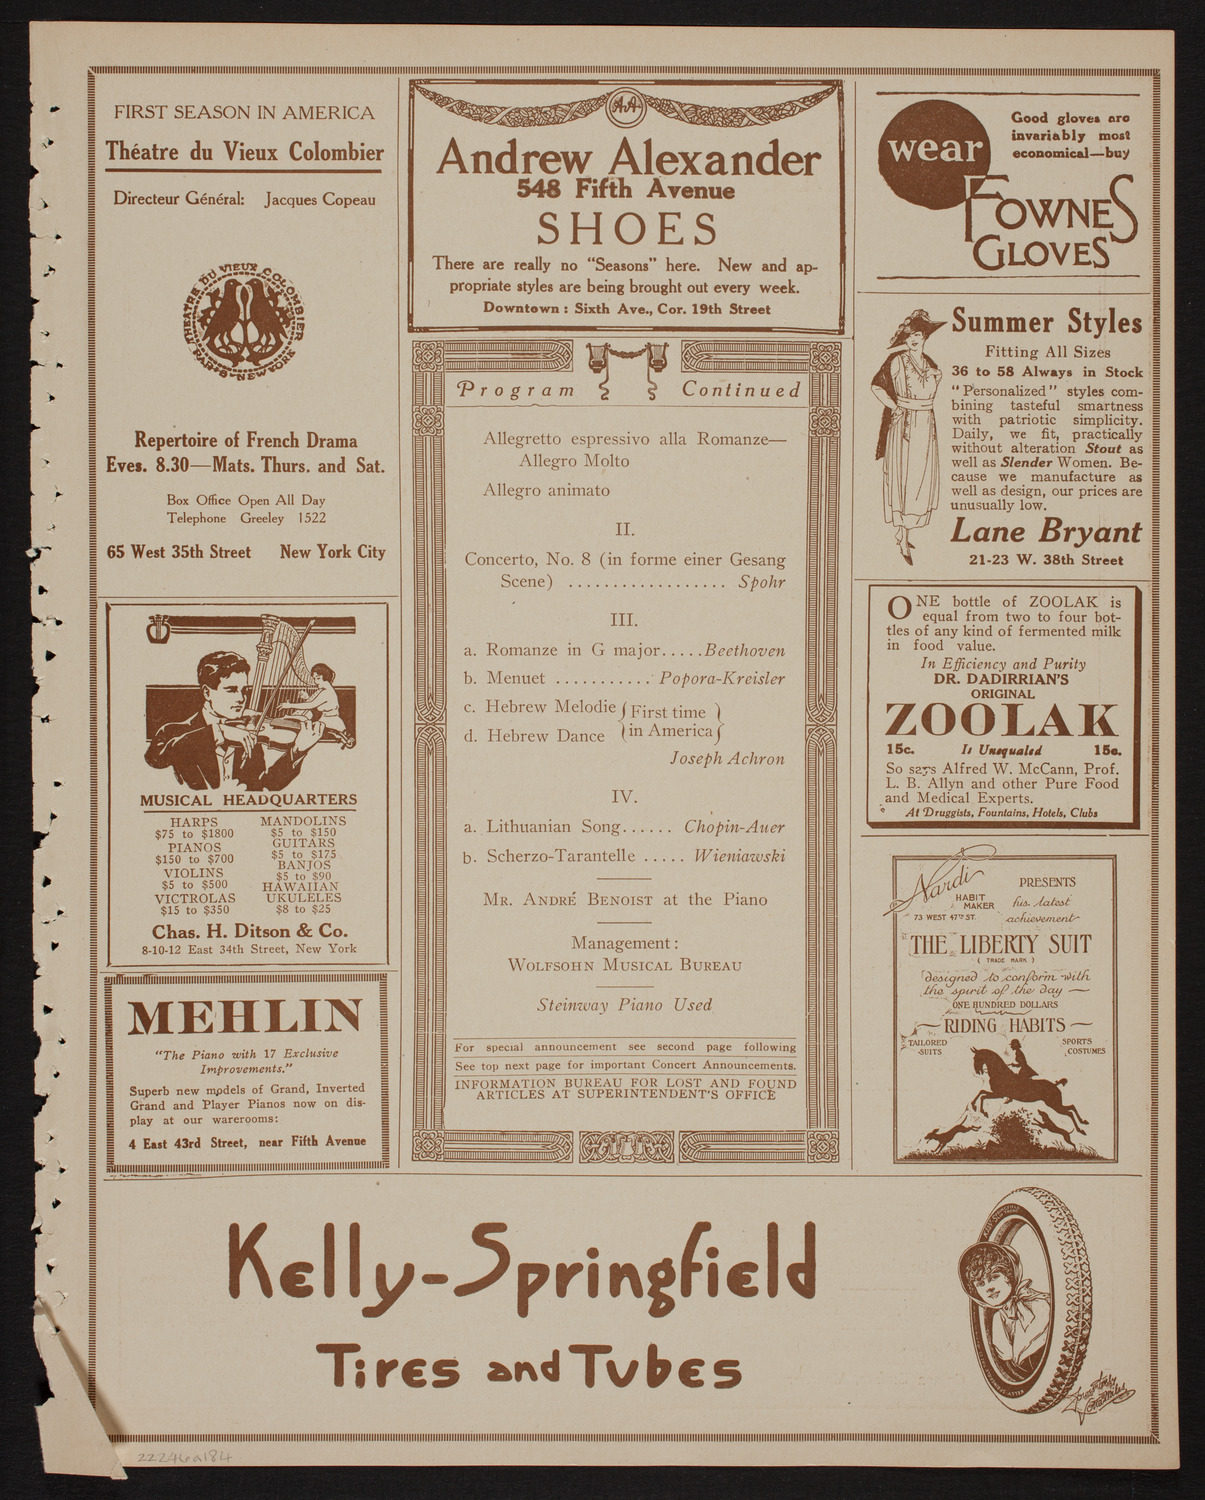 FIRST SEASON IN AMERICA
Théatre du Vieux Colombier
Directeur Général: Jacques Copeau
THEATRE DU VIEUX COLOMBIER
PARIS - NEW YORK
Repertoire of French Drama
Eves. 8.30—Mats. Thurs. and Sat.
Box Office Open All Day
Telephone Greeley 1522
65 West 35th Street New York City
MUSICAL HEADQUARTERS
HARPS
$75 to $1800
PIANOS
$150 to $700
VIOLINS
$5 to $500
VICTROLAS
$15 to $350
MANDOLINS
$5 to $150
GUITARS
$5 to $175
BANJOS
$5 to $90
HAWAIIAN
UKULELES
$8 to $25
Chas. H. Ditson & Co.
8-10-12 East 34th Street, New York
MEHLIN
"The Piano with 17 Exclusive
Improvements."
Superb new models of Grand, Inverted
Grand and Player Pianos now on dis-
play at our warerooms:
4 East 43rd Street, near Fifth Avenue
AA
Andrew Alexander
548 Fifth Avenue
SHOES
There are really no "Seasons" here. New and ap-
propriate styles are being brought out every week.
Downtown: Sixth Ave., Cor. 19th Street
Program Continued
Allegretto espressivo alla Romanze—
Allegro Molto
Allegro animato
II.
Concerto, No. 8 (in forme einer Gesang
Scene) .................. Spohr
III.
a. Romanze in G major.....Beethoven
b. Menuet ........... Popora-Kreisler
c. Hebrew Melodie (First time)
d. Hebrew Dance (in America)
Joseph Achron
IV.
a. Lithuanian Song...... Chopin-Auer
b. Scherzo-Tarantelle ..... Wieniawski
MR. ANDRÉ BENOIST at the Piano
Management:
WOLFSOHN MUSICAL BUREAU
Steinway Piano Used
For special announcement see second page following
See top next page for important Concert Announcements.
INFORMATION BUREAU FOR LOST AND FOUND
ARTICLES AT SUPERINTENDENT'S OFFICE
wear
Good gloves are
invariably most
economical—buy
FOWNES
GLOVES
Summer Styles
Fitting All Sizes
36 to 58 Always in Stock
"Personalized" styles com-
bining tasteful smartness
with patriotic simplicity.
Daily, we fit, practically
without alteration Stout as
well as Slender Women. Be-
cause we manufacture as
well as design, our prices are
unusually low.
Lane Bryant
21-23 W. 38th Street
ONE bottle of ZOOLAK is
equal from two to four bot-
tles of any kind of fermented milk
in food value.
In Efficiency and Purity
DR. DADIRRIAN'S
ORIGINAL
ZOOLAK
15c. Is Unequaled 15c.
So says Alfred W. McCann, Prof.
L. B. Allyn and other Pure Food
and Medical Experts.
At Druggists, Fountains, Hotels, Clubs
Nardi
HABIT
MAKER
73 WEST 47TH ST.
PRESENTS
his latest
achievement
THE LIBERTY SUIT
(TRADE MARK)
designed to conform with
the spirit of the day —
ONE HUNDRED DOLLARS
— RIDING HABITS —
TAILORED
SUITS
SPORTS
COSTUMES
Kelly-Springfield
Tires and Tubes
22246a184